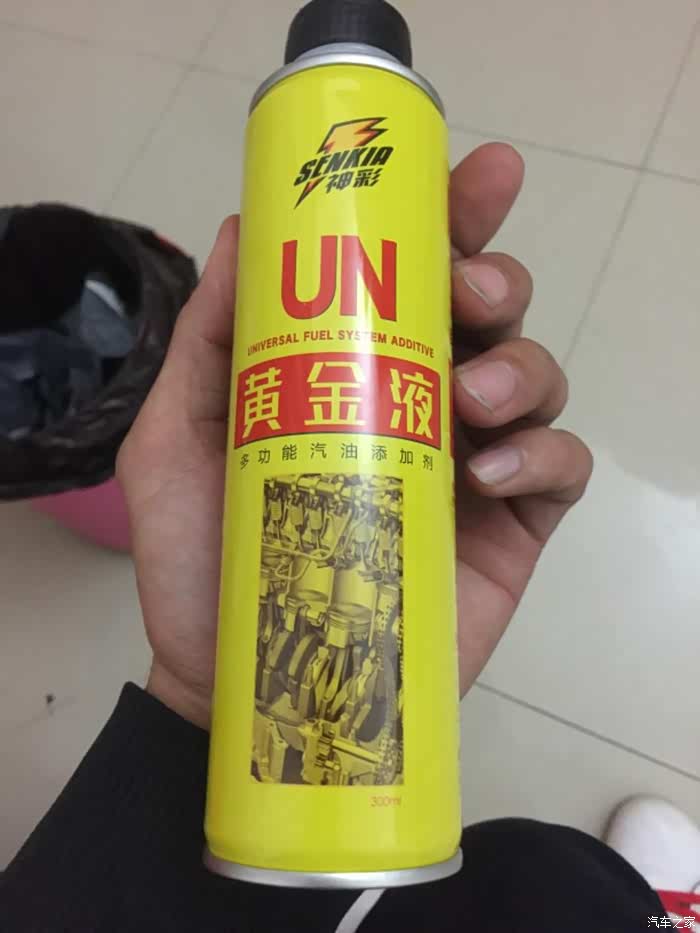 SENKIA
神彩
UN
UNIVERSAL FUEL SYSTEM ADDITIVE
黄金液
多功能汽油添加剂
300ml
汽车之家